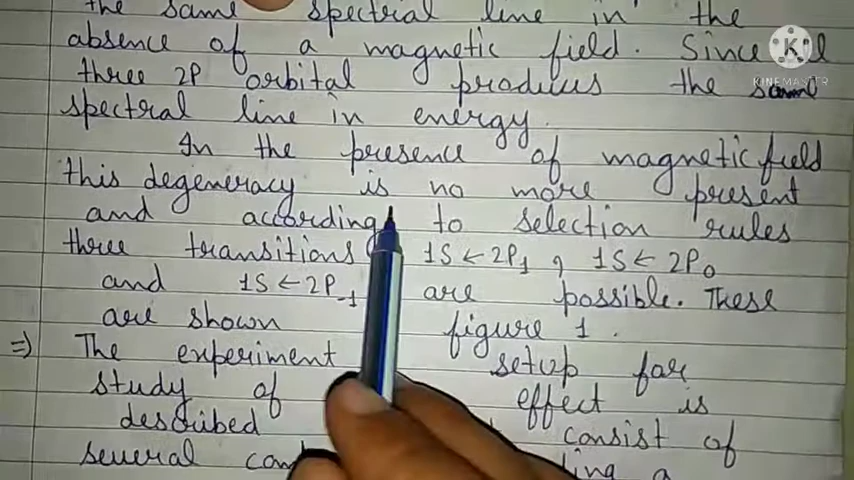 the same spectral line in the
absence of a magnetic field. Since
three 2P orbital produces the same
spectral line in energy.
In the presence of magnetic field
this degeneracy is no more present
and according to selection rules
three transitions 1S ← 2P₁ , 1S ← 2P₀
and 1S ← 2P₋₁ are possible. These
are shown figure 1 .
⇒ The experiment setup for
study of effect is
described consist of
several a
K
KINEMASTER